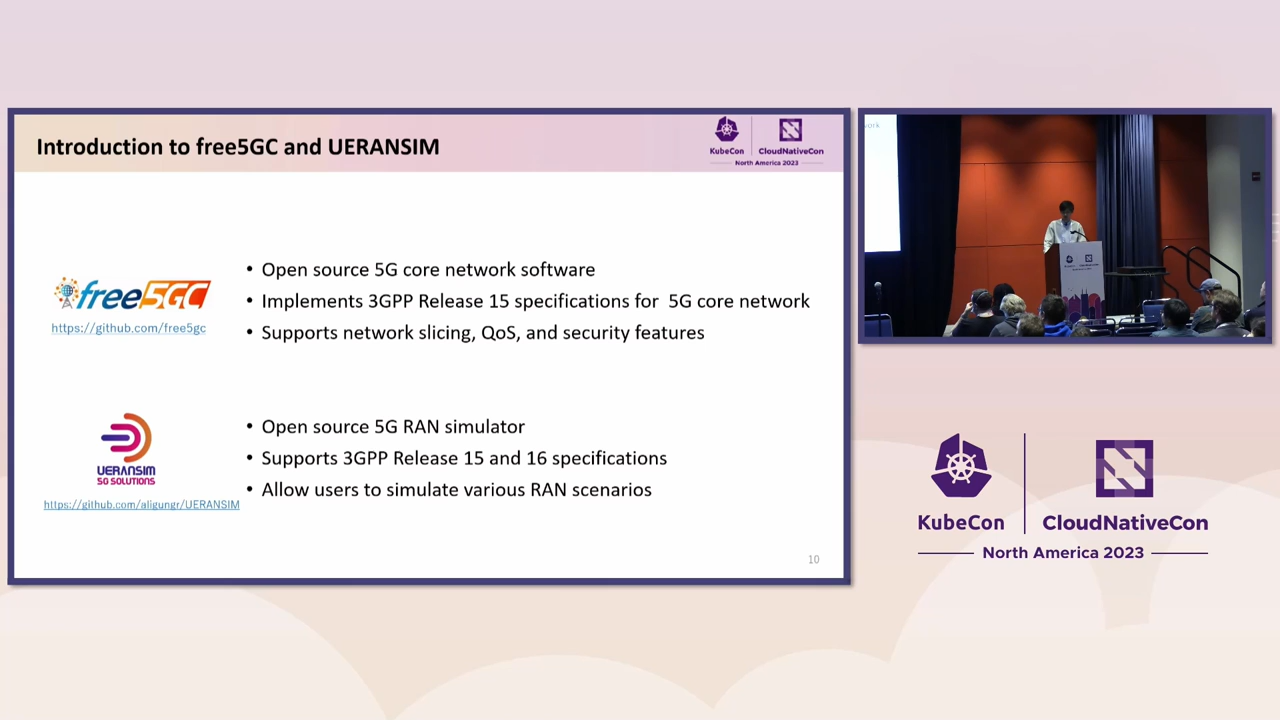 Introduction to free5GC and UERANSIM
KubeCon
CloudNativeCon
North America 2023
free5GC
https://github.com/free5gc
• Open source 5G core network software
• Implements 3GPP Release 15 specifications for 5G core network
• Supports network slicing, QoS, and security features
UERANSIM
5G SOLUTIONS
https://github.com/aligungr/UERANSIM
• Open source 5G RAN simulator
• Supports 3GPP Release 15 and 16 specifications
• Allow users to simulate various RAN scenarios
10
KubeCon
CloudNativeCon
North America 2023